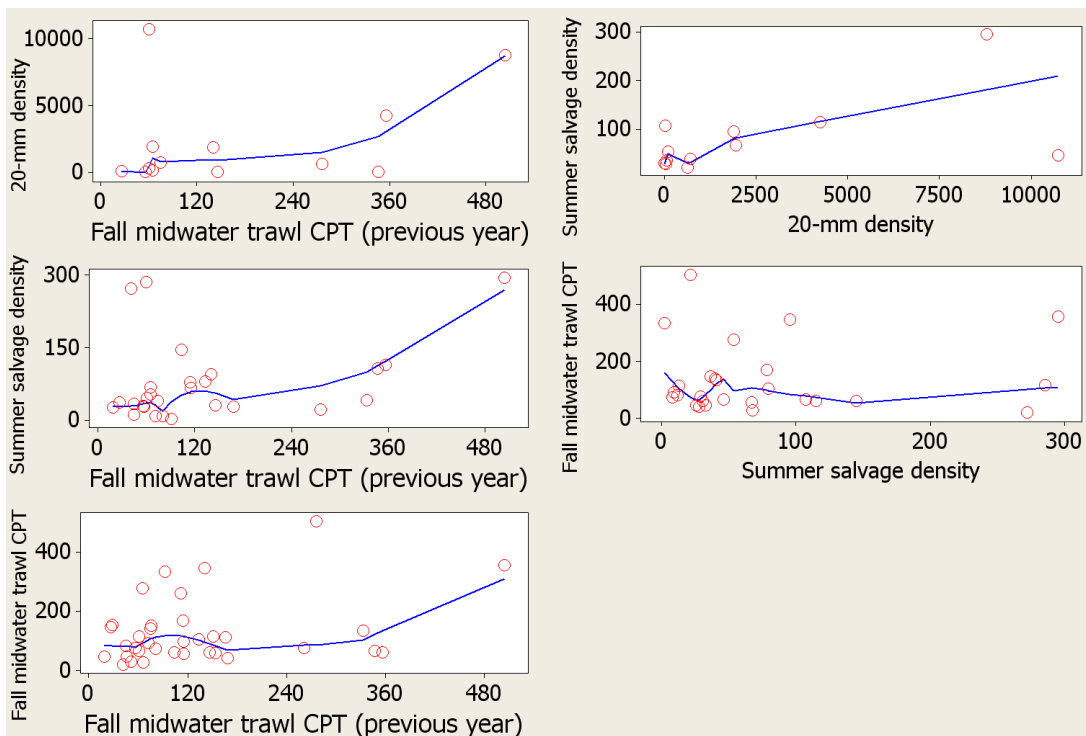 20-mm density
10000
5000
0
0 120 240 360 480
Fall midwater trawl CPT (previous year)
Summer salvage density
300
200
100
0 2500 5000 7500 10000
20-mm density
Summer salvage density
300
150
0
0 120 240 360 480
Fall midwater trawl CPT (previous year)
Fall midwater trawl CPT
400
200
0
0 100 200 300
Summer salvage density
Fall midwater trawl CPT
400
200
0
0 120 240 360 480
Fall midwater trawl CPT (previous year)